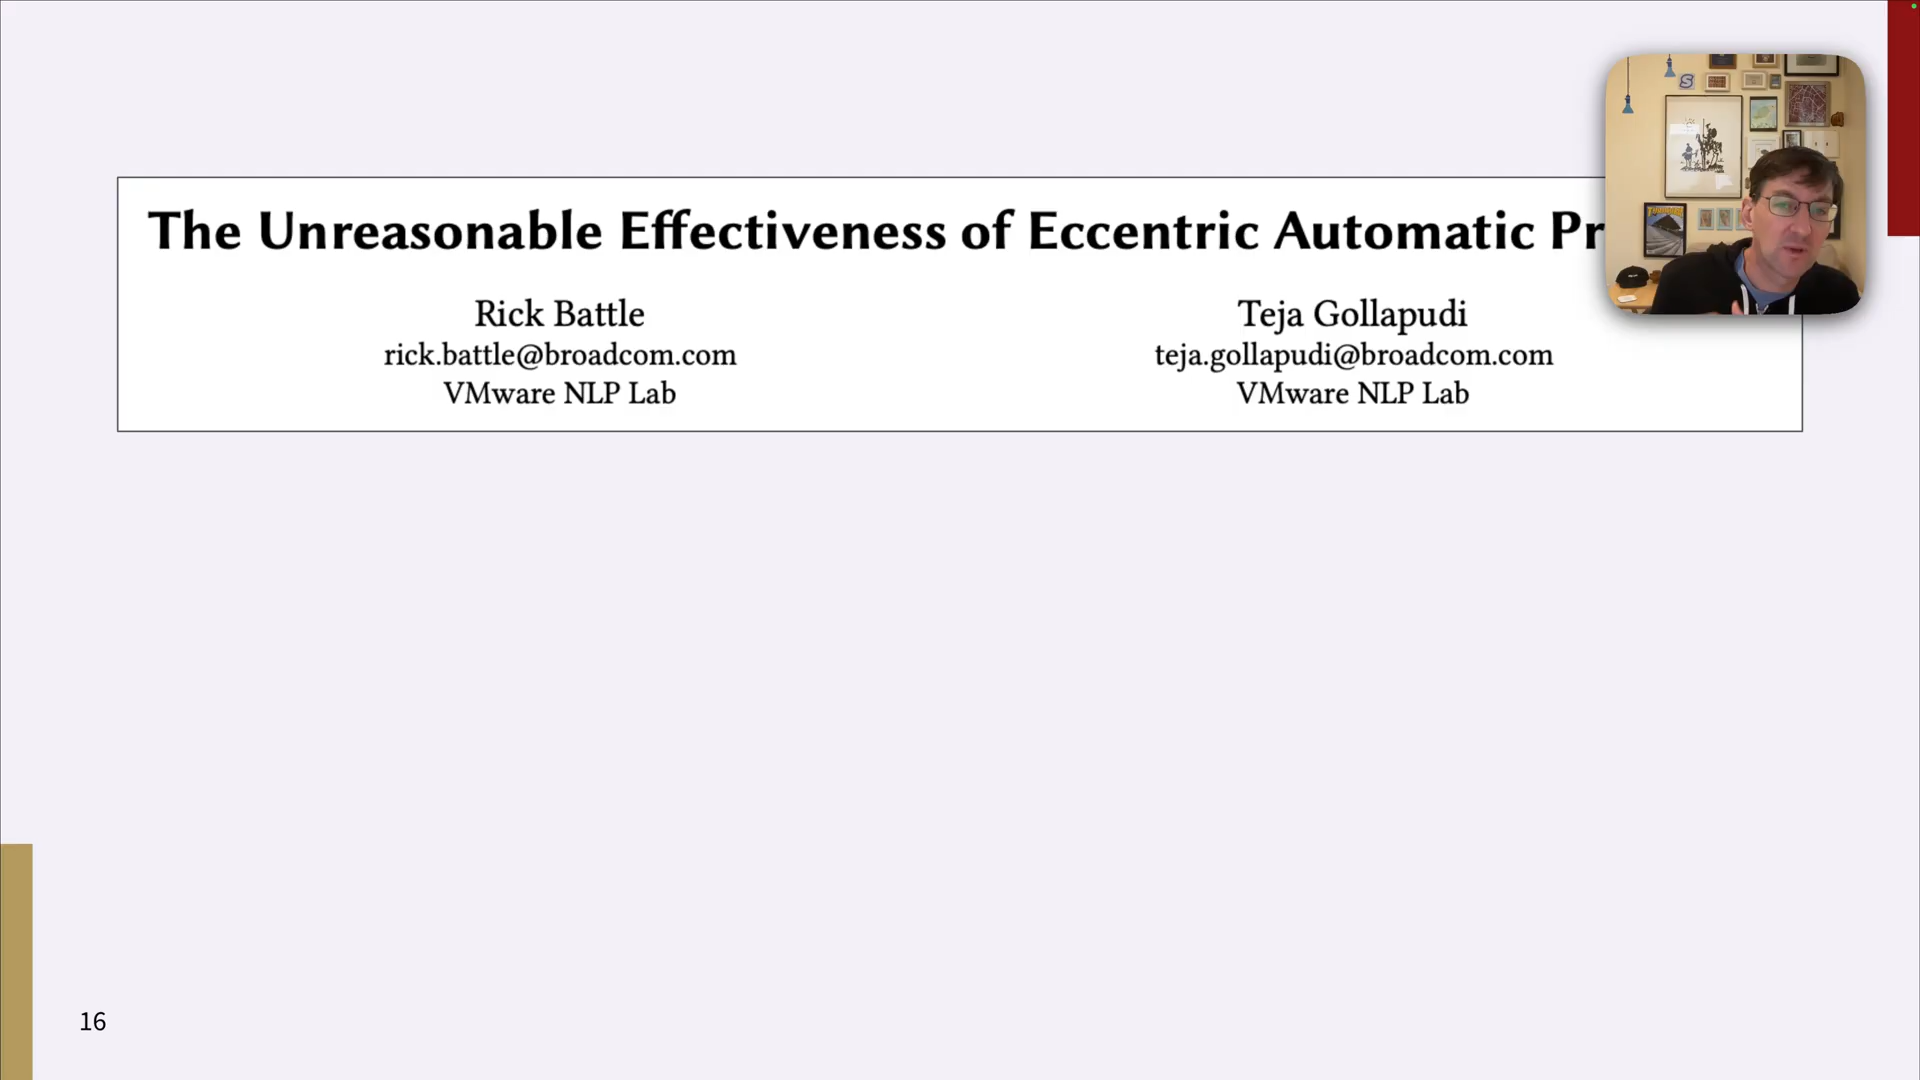 The Unreasonable Effectiveness of Eccentric Automatic
Rick Battle
rick.battle@broadcom.com
VMware NLP Lab
Teja Gollapudi
teja.gollapudi@broadcom.com
VMware NLP Lab
16